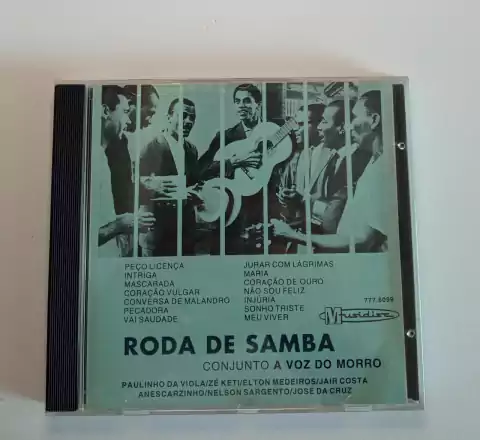 PEÇO LICENÇA
INTRIGA
MASCARADA
CORAÇÃO VULGAR
CONVERSA DE MALANDRO
PECADORA
VAI SAUDADE
JURAR COM LÁGRIMAS
MARIA
CORAÇÃO DE OURO
NÃO SOU FELIZ
INJÚRIA
SONHO TRISTE
MEU VIVER
777.8099
Musidisc
RODA DE SAMBA
CONJUNTO A VOZ DO MORRO
PAULINHO DA VIOLA/ZÉ KETI/ELTON MEDEIROS/JAIR COSTA
ANESCARZINHO/NELSON SARGENTO/JOSÉ DA CRUZ